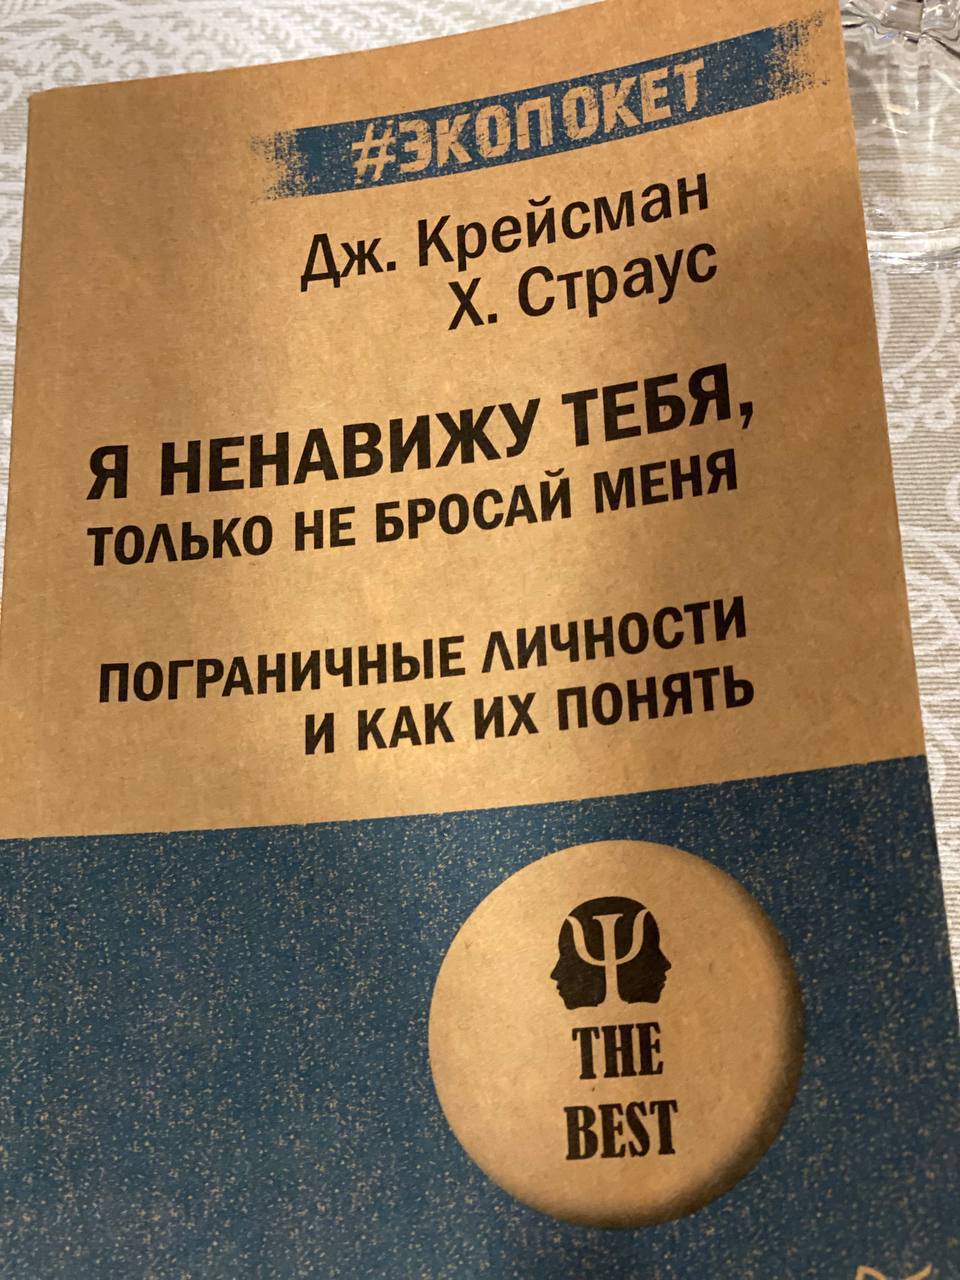 #ЭКОПОКЕТ
Дж. Крейсман
Х. Страус
Я НЕНАВИЖУ ТЕБЯ,
ТОЛЬКО НЕ БРОСАЙ МЕНЯ
ПОГРАНИЧНЫЕ ЛИЧНОСТИ
И КАК ИХ ПОНЯТЬ
THE
BEST